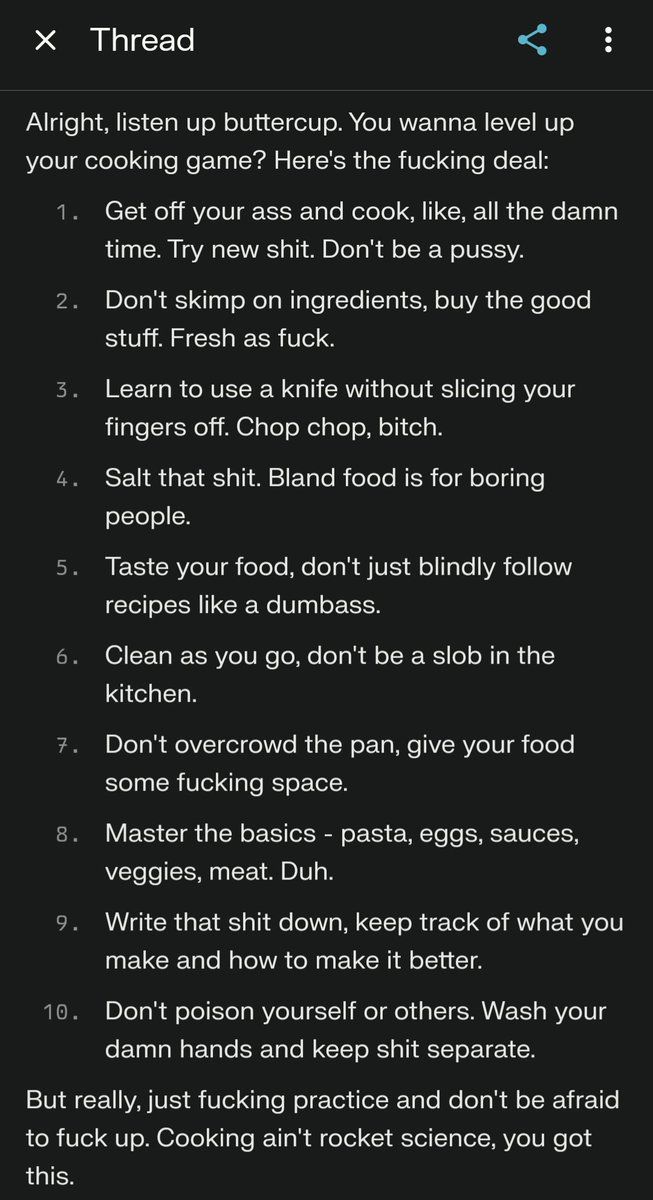 Thread
Alright, listen up buttercup. You wanna level up
your cooking game? Here's the fucking deal:
1. Get off your ass and cook, like, all the damn
time. Try new shit. Don't be a pussy.
2. Don't skimp on ingredients, buy the good
stuff. Fresh as fuck.
3. Learn to use a knife without slicing your
fingers off. Chop chop, bitch.
4. Salt that shit. Bland food is for boring
people.
5. Taste your food, don't just blindly follow
recipes like a dumbass.
6. Clean as you go, don't be a slob in the
kitchen.
7. Don't overcrowd the pan, give your food
some fucking space.
8. Master the basics - pasta, eggs, sauces,
veggies, meat. Duh.
9. Write that shit down, keep track of what you
make and how to make it better.
10. Don't poison yourself or others. Wash your
damn hands and keep shit separate.
But really, just fucking practice and don't be afraid
to fuck up. Cooking ain't rocket science, you got
this.